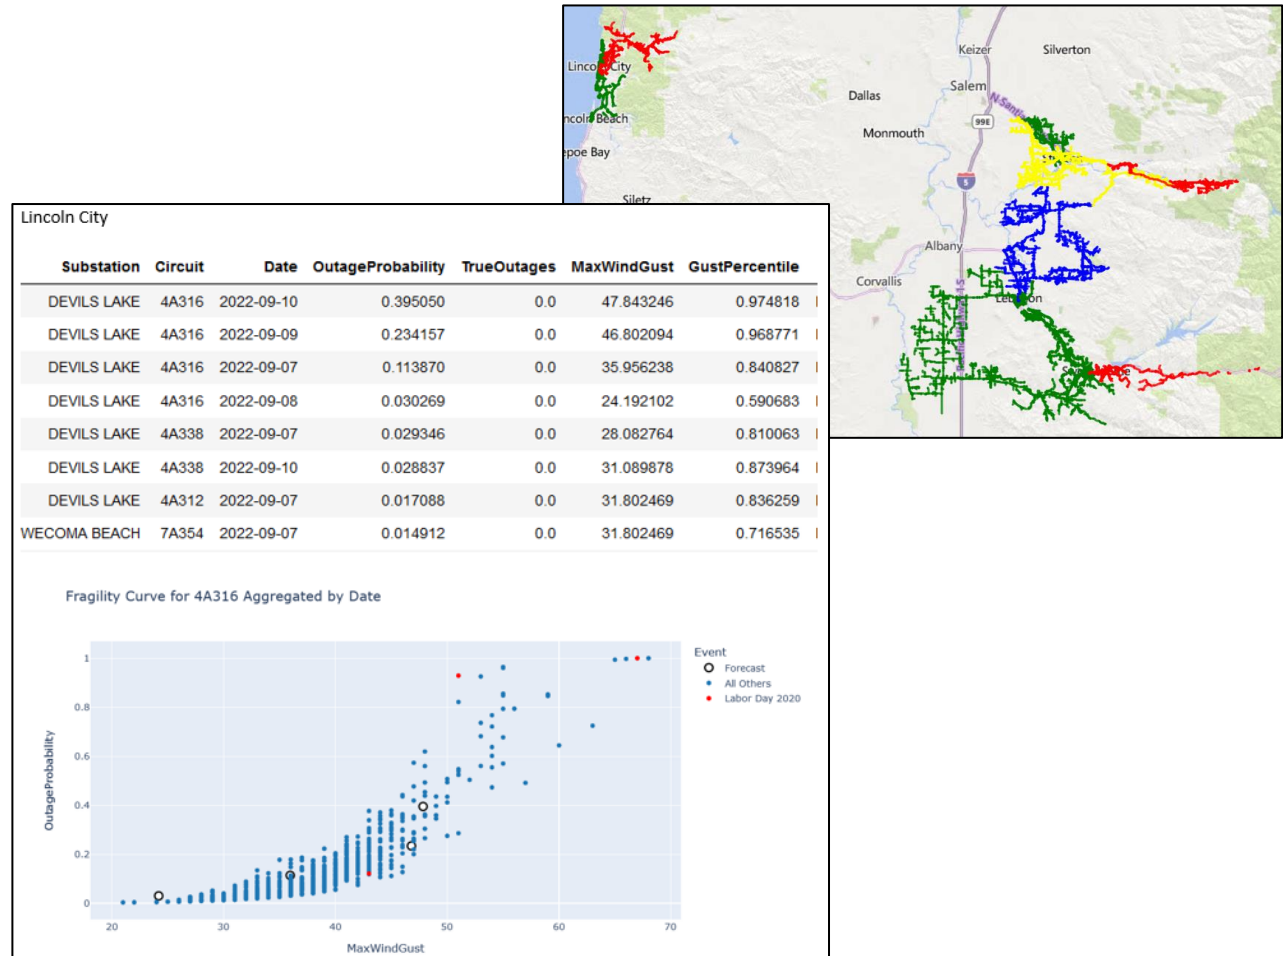 Keizer
Silverton
Lincoln City
Salem
Dallas
N Santi
99E
ncoln Beach
Monmouth
epoe Bay
5
Siletz
Albany
Corvallis
Lincoln City
Substation Circuit Date OutageProbability TrueOutages MaxWindGust GustPercentile
DEVILS LAKE 4A316 2022-09-10 0.395050 0.0 47.843246 0.974818
DEVILS LAKE 4A316 2022-09-09 0.234157 0.0 46.802094 0.968771
DEVILS LAKE 4A316 2022-09-07 0.113870 0.0 35.956238 0.840827
DEVILS LAKE 4A316 2022-09-08 0.030269 0.0 24.192102 0.590683
DEVILS LAKE 4A338 2022-09-07 0.029346 0.0 28.082764 0.810063
DEVILS LAKE 4A338 2022-09-10 0.028837 0.0 31.089878 0.873964
DEVILS LAKE 4A312 2022-09-07 0.017088 0.0 31.802469 0.836259
WECOMA BEACH 7A354 2022-09-07 0.014912 0.0 31.802469 0.716535
Fragility Curve for 4A316 Aggregated by Date
Event
Forecast
All Others
Labor Day 2020
OutageProbability
1
0.8
0.6
0.4
0.2
0
20 30 40 50 60 70
MaxWindGust